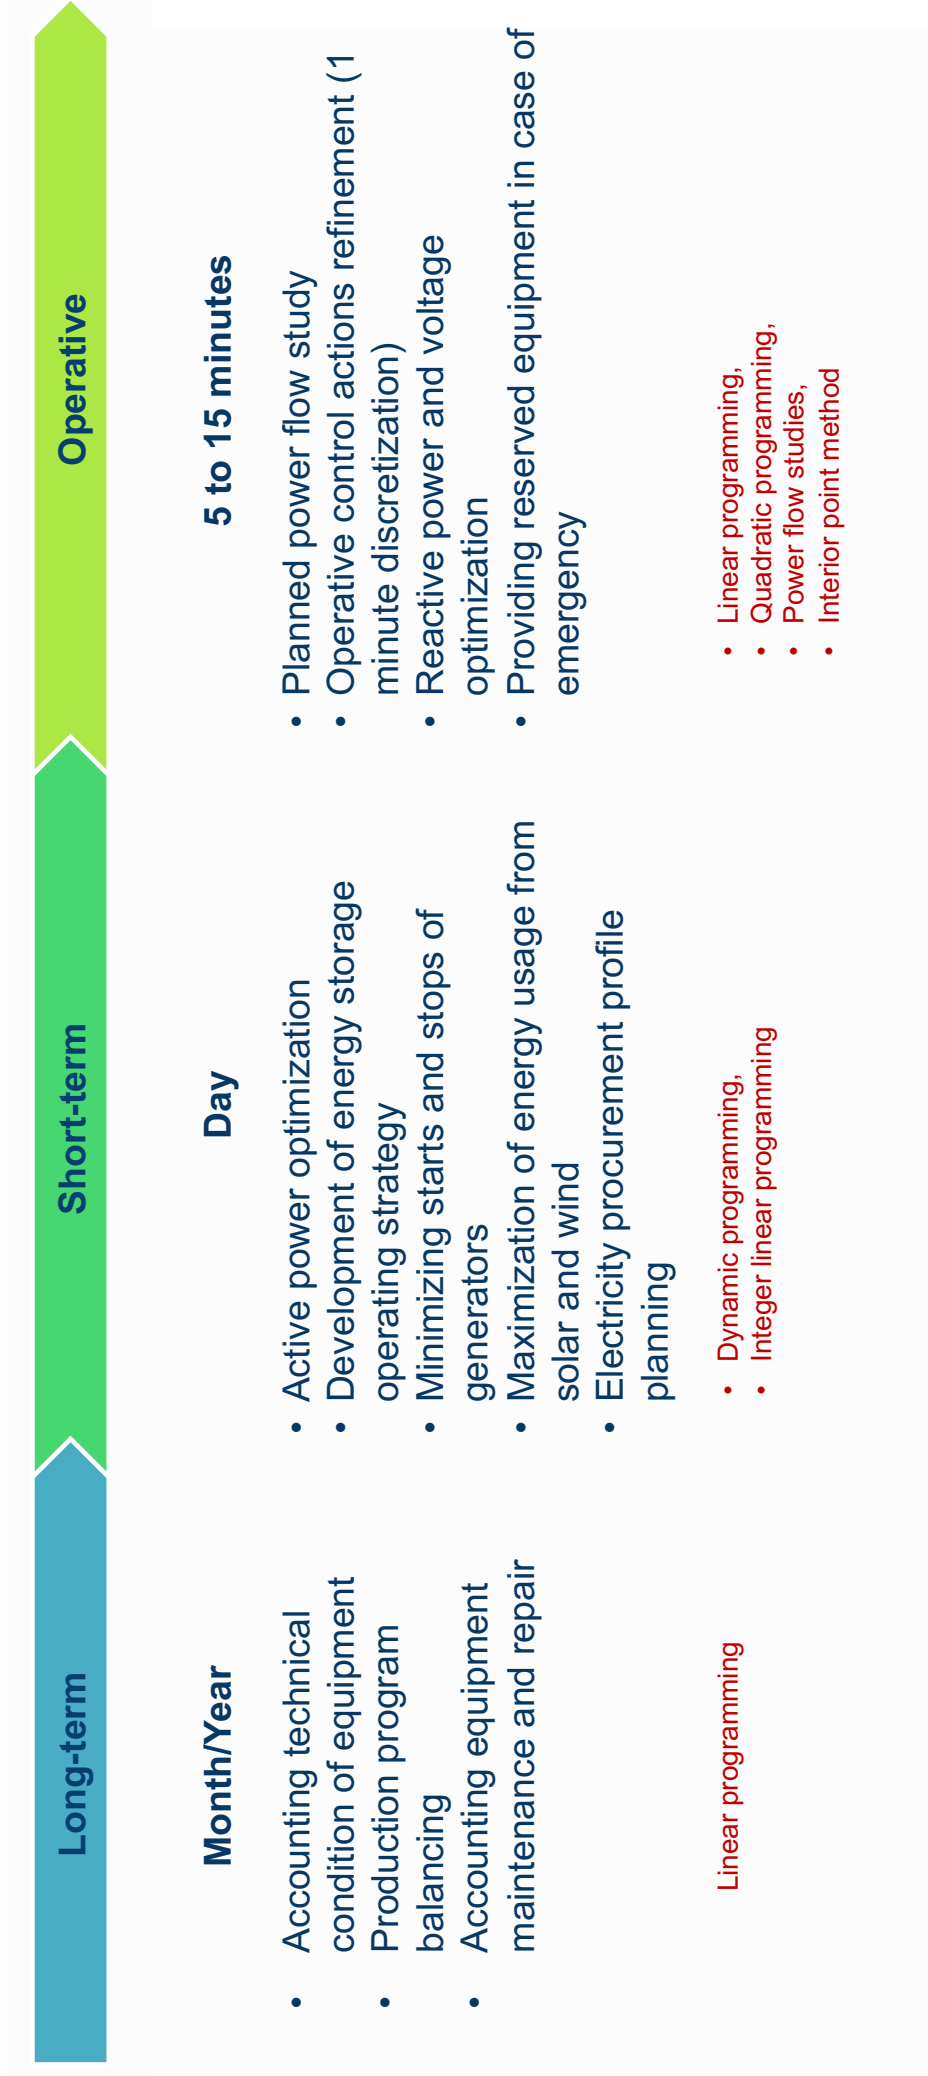 Long-term
Short-term
Operative
Month/Year
• Accounting technical
condition of equipment
• Production program
balancing
• Accounting equipment
maintenance and repair
Linear programming
Day
• Active power optimization
• Development of energy storage
operating strategy
• Minimizing starts and stops of
generators
• Maximization of energy usage from
solar and wind
• Electricity procurement profile
planning
• Dynamic programming,
• Integer linear programming
5 to 15 minutes
• Planned power flow study
• Operative control actions refinement (1
minute discretization)
• Reactive power and voltage
optimization
• Providing reserved equipment in case of
emergency
• Linear programming,
• Quadratic programming,
• Power flow studies,
• Interior point method